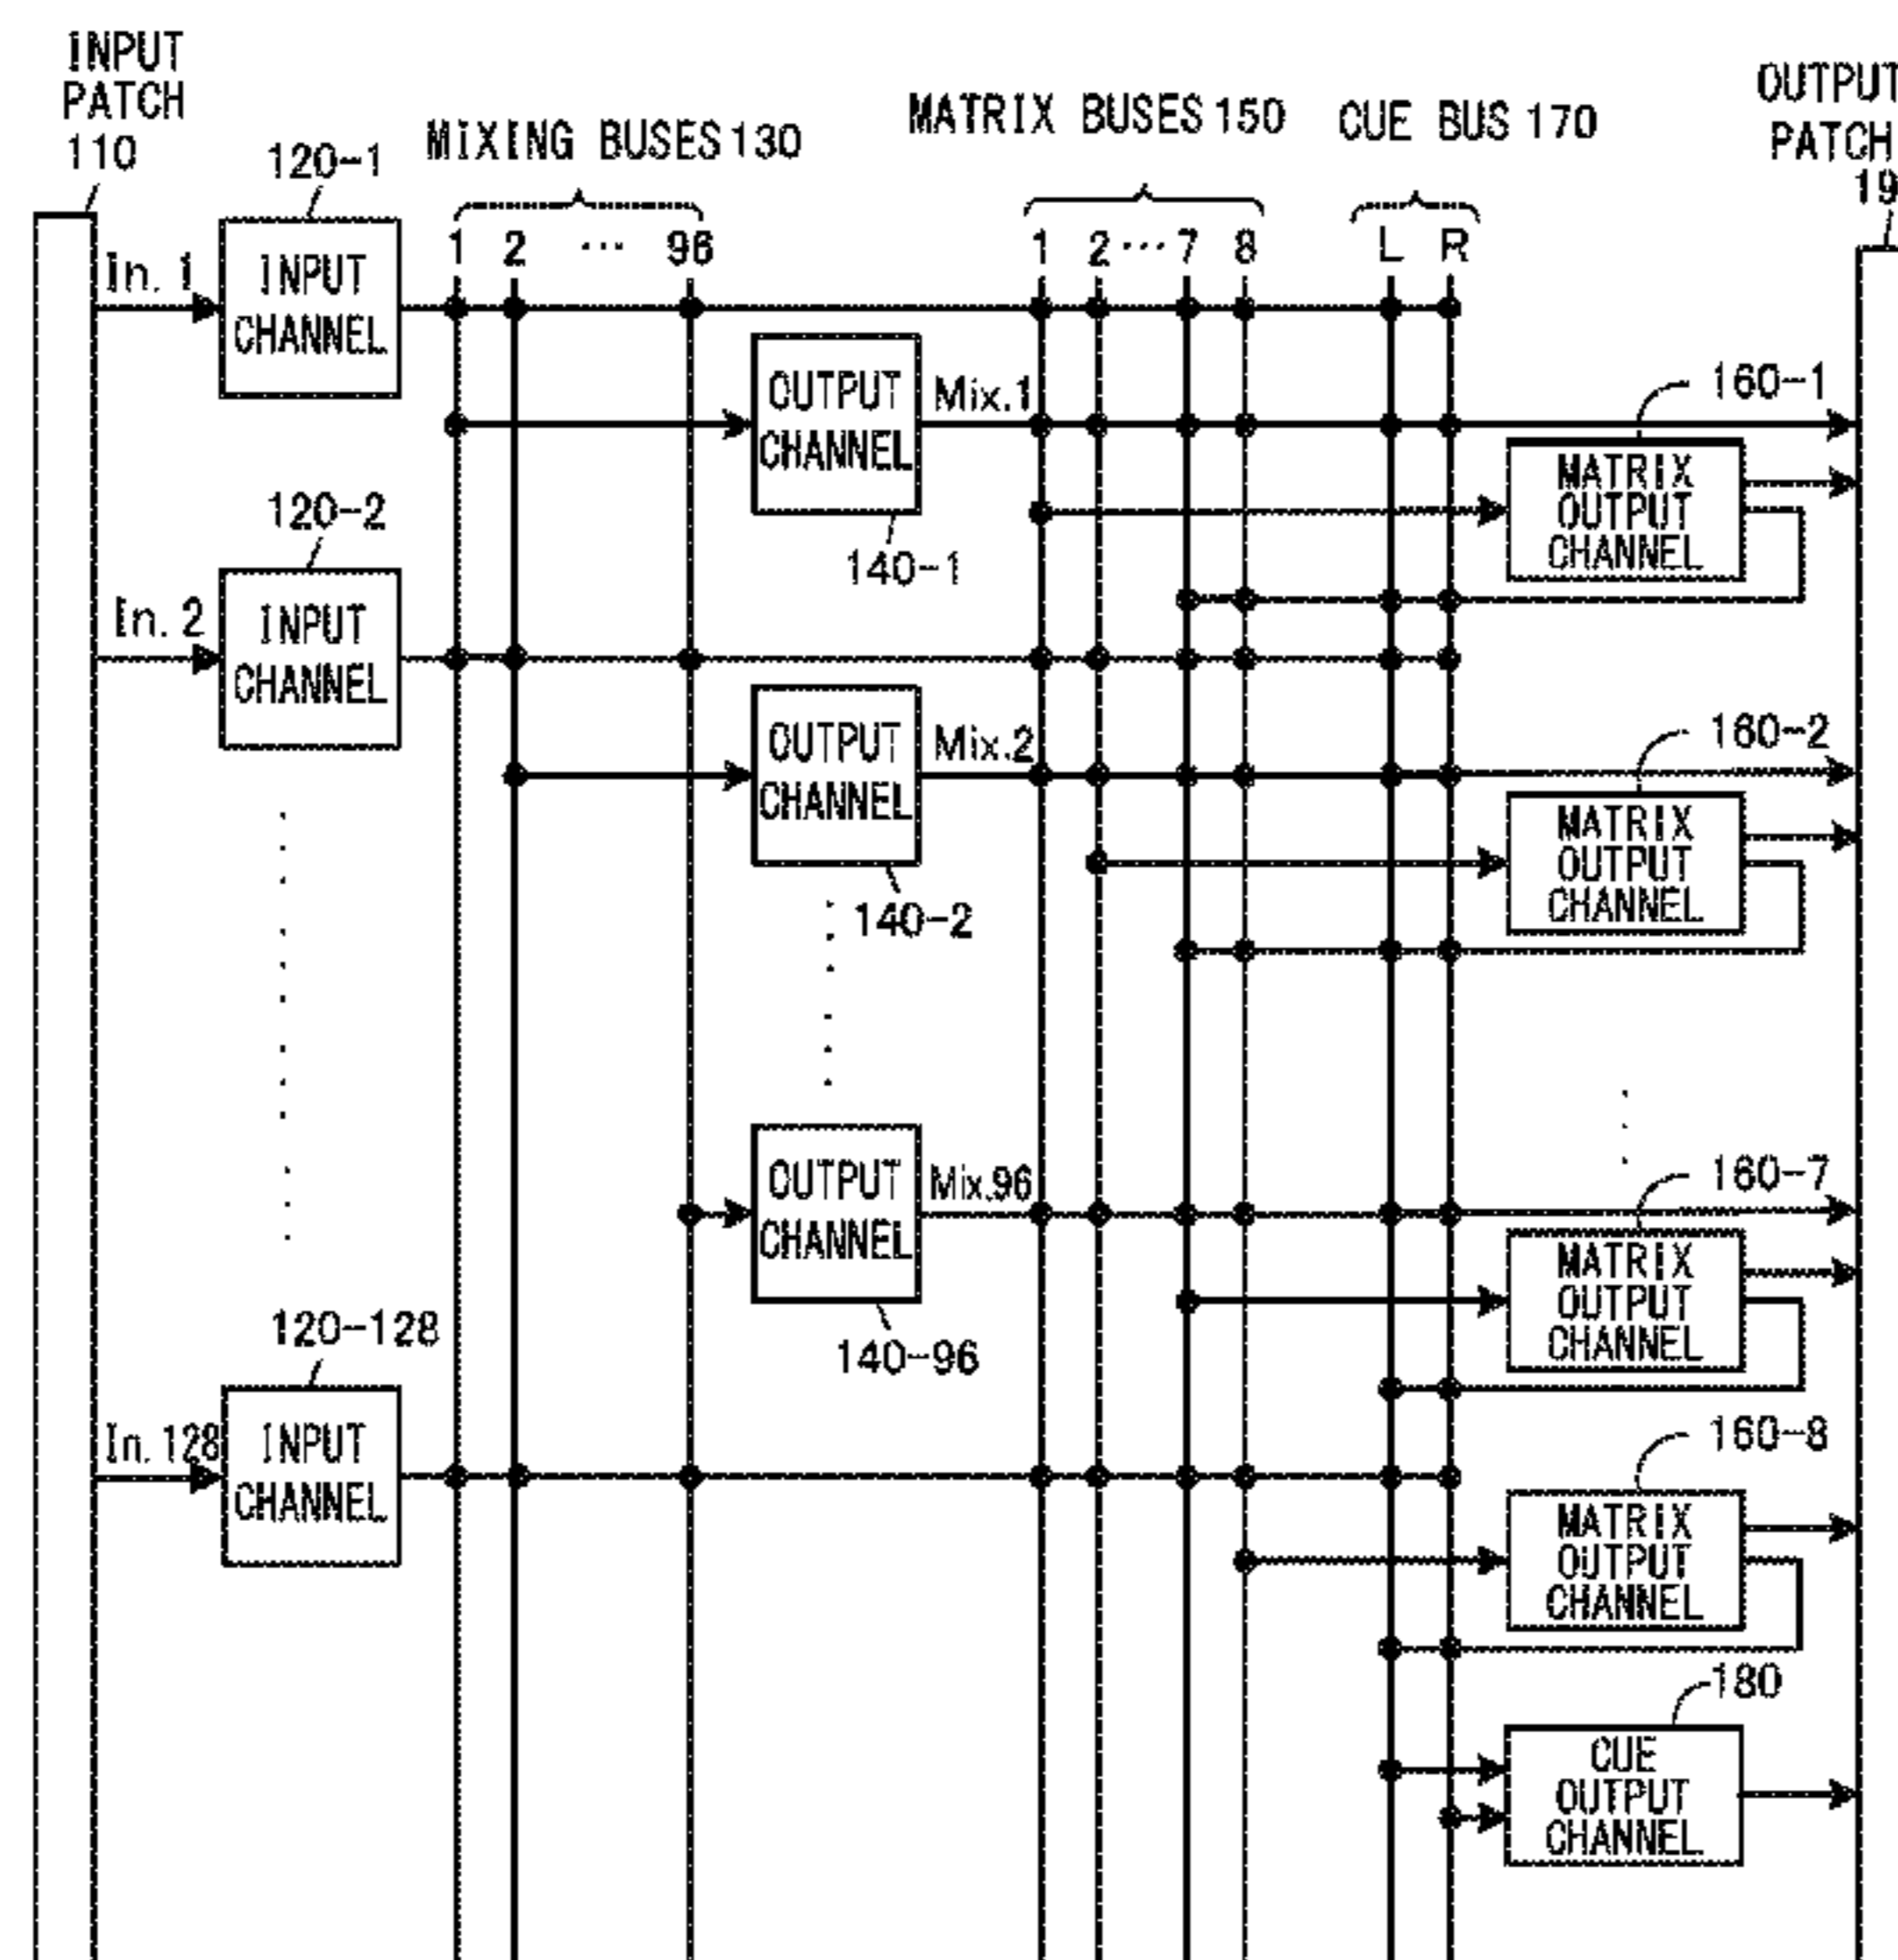 INPUT
PATCH
110
120-1
MIXING BUSES 130
MATRIX BUSES 150
CUE BUS 170
OUTPUT
PATCH
19
1 2 ... 96
1 2 ... 7 8
L R
In. 1
INPUT
CHANNEL
OUTPUT
CHANNEL
Mix.1
140-1
160-1
MATRIX
OUTPUT
CHANNEL
120-2
In. 2
INPUT
CHANNEL
OUTPUT
CHANNEL
Mix.2
140-2
160-2
MATRIX
OUTPUT
CHANNEL
OUTPUT
CHANNEL
Mix.96
140-96
160-7
MATRIX
OUTPUT
CHANNEL
120-128
In. 128
INPUT
CHANNEL
160-8
MATRIX
OUTPUT
CHANNEL
180
CUE
OUTPUT
CHANNEL